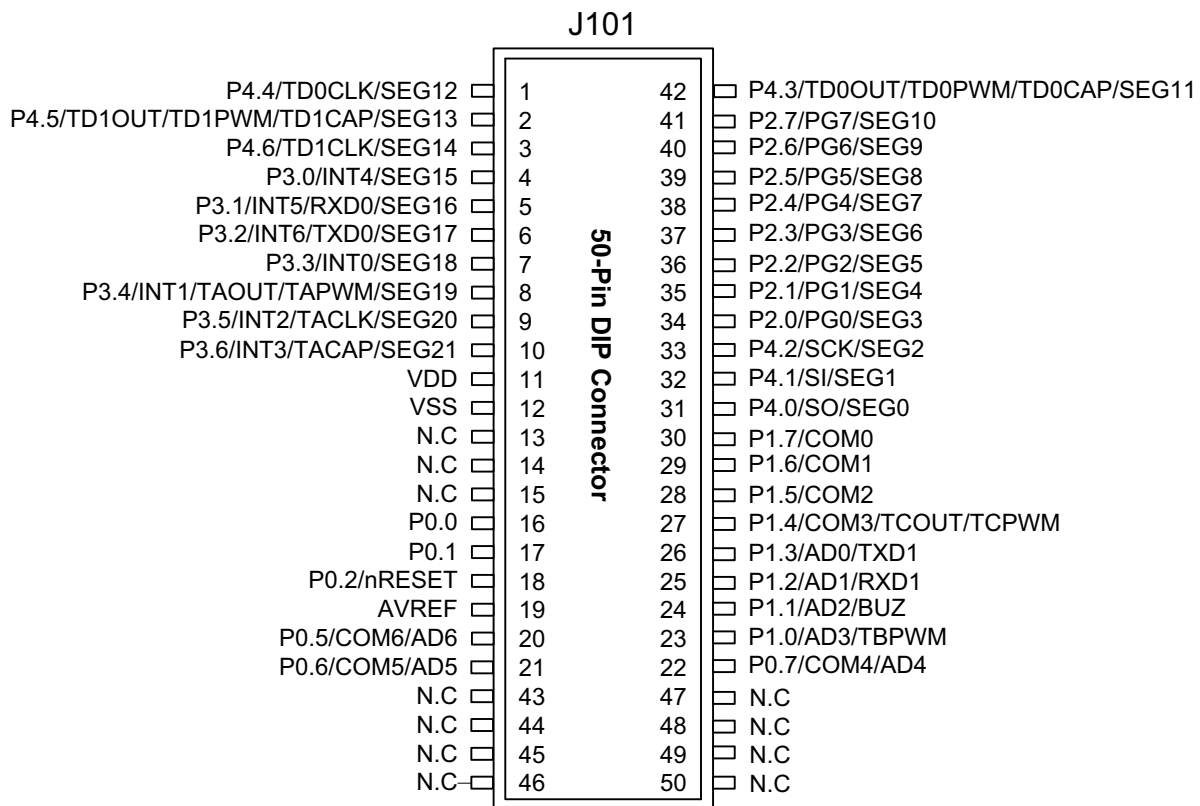 J101
P4.4/TD0CLK/SEG12 1 42 P4.3/TD0OUT/TD0PWM/TD0CAP/SEG11
P4.5/TD1OUT/TD1PWM/TD1CAP/SEG13 2 41 P2.7/PG7/SEG10
P4.6/TD1CLK/SEG14 3 40 P2.6/PG6/SEG9
P3.0/INT4/SEG15 4 39 P2.5/PG5/SEG8
P3.1/INT5/RXD0/SEG16 5 38 P2.4/PG4/SEG7
P3.2/INT6/TXD0/SEG17 6 37 P2.3/PG3/SEG6
P3.3/INT0/SEG18 7 36 P2.2/PG2/SEG5
P3.4/INT1/TAOUT/TAPWM/SEG19 8 35 P2.1/PG1/SEG4
P3.5/INT2/TACLK/SEG20 9 34 P2.0/PG0/SEG3
P3.6/INT3/TACAP/SEG21 10 33 P4.2/SCK/SEG2
VDD 11 32 P4.1/SI/SEG1
VSS 12 31 P4.0/SO/SEG0
N.C 13 30 P1.7/COM0
N.C 14 29 P1.6/COM1
N.C 15 28 P1.5/COM2
P0.0 16 27 P1.4/COM3/TCOUT/TCPWM
P0.1 17 26 P1.3/AD0/TXD1
P0.2/nRESET 18 25 P1.2/AD1/RXD1
AVREF 19 24 P1.1/AD2/BUZ
P0.5/COM6/AD6 20 23 P1.0/AD3/TBPWM
P0.6/COM5/AD5 21 22 P0.7/COM4/AD4
N.C 43 47 N.C
N.C 44 48 N.C
N.C 45 49 N.C
N.C 46 50 N.C
50-Pin DIP Connector